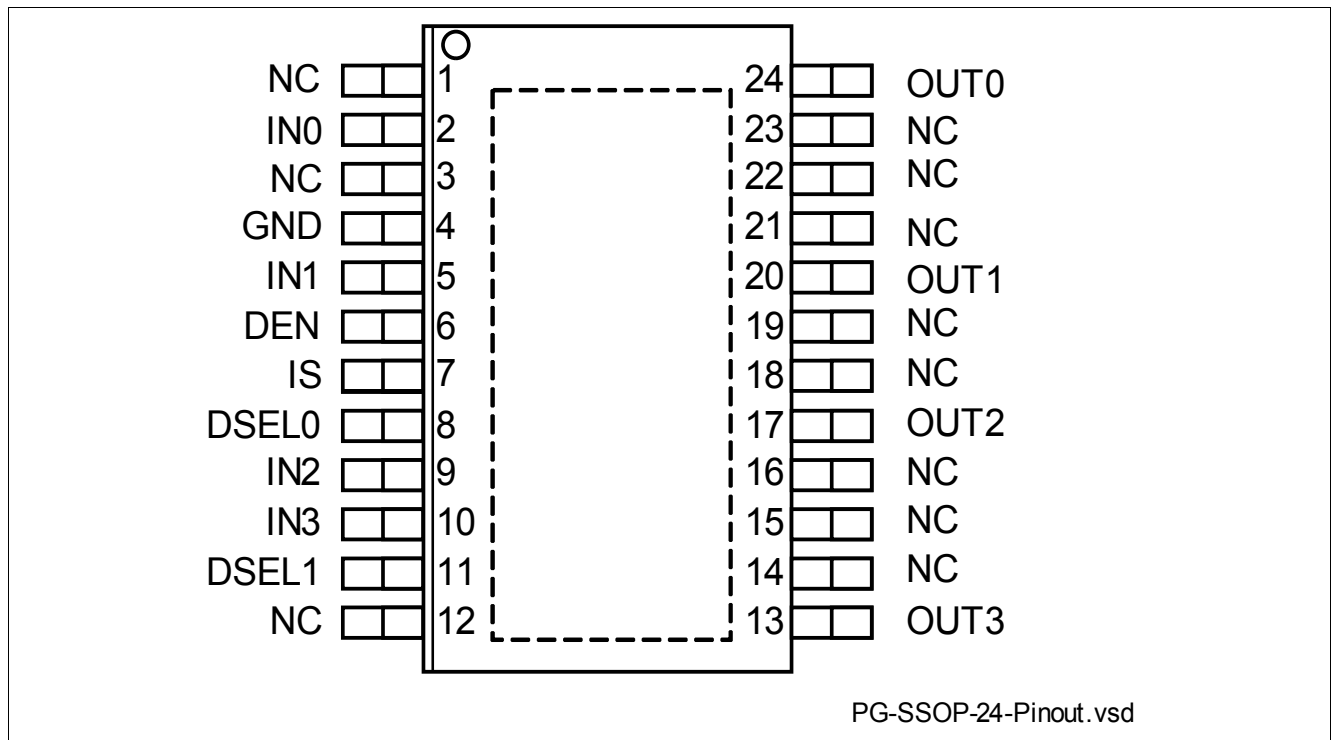 NC 1 24 OUT0
IN0 2 23 NC
NC 3 22 NC
GND 4 21 NC
IN1 5 20 OUT1
DEN 6 19 NC
IS 7 18 NC
DSEL0 8 17 OUT2
IN2 9 16 NC
IN3 10 15 NC
DSEL1 11 14 NC
NC 12 13 OUT3
PG-SSOP-24-Pinout.vsd